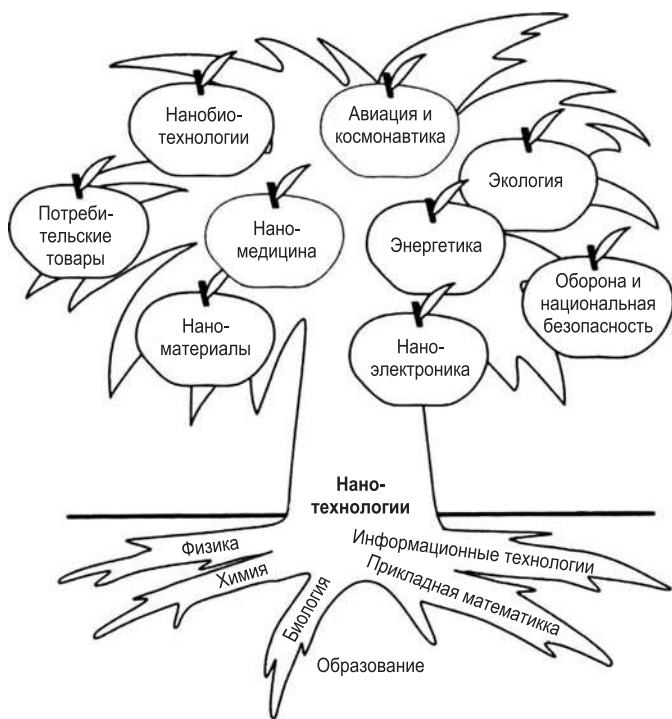 Нанобио-
технологии
Авиация и
космонавтика
Экология
Потреби-
тельские
товары
Нано-
медицина
Энергетика
Оборона и
национальная
безопасность
Нано-
материалы
Нано-
электроника
Нано-
технологии
Физика
Химия
Биология
Информационные технологии
Прикладная математикка
Образование